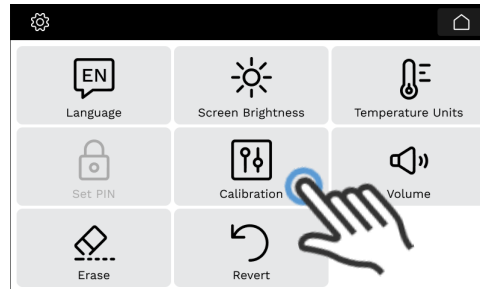 EN
Language
Screen Brightness
Temperature Units
Set PIN
Calibration
Volume
Erase
Revert